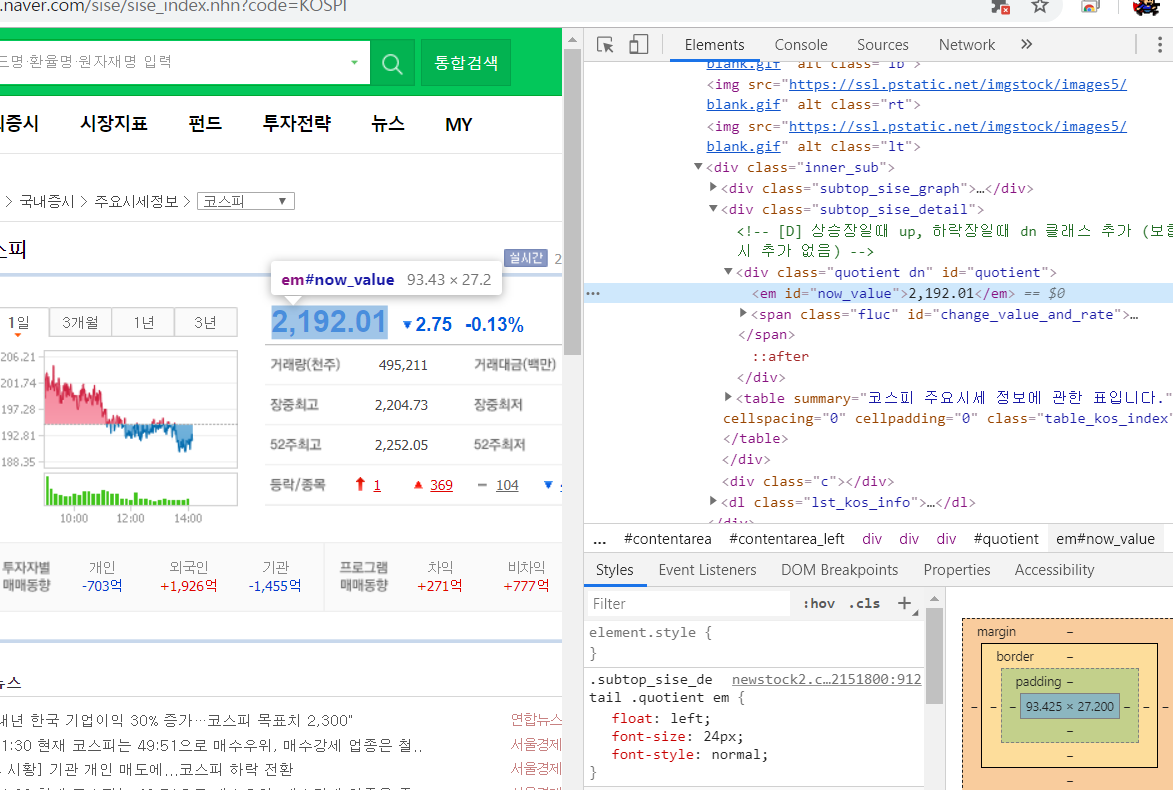 .naver.com/sise/sise_index.nhn?code=KOSPI
드명·환율명·원자재명 입력
통합검색
외증시 시장지표 펀드 투자전략 뉴스 MY
> 국내증시 > 주요시세정보 > 코스피
스피
실시간 2
em#now_value 93.43 × 27.2
1일 3개월 1년 3년
2,192.01 ▼2.75 -0.13%
거래량(천주) 495,211 거래대금(백만)
장중최고 2,204.73 장중최저
52주최고 2,252.05 52주최저
등락/종목 1 369 104
206.21
201.74
197.28
192.81
188.35
10:00 12:00 14:00
투자자별 매매동향
개인 외국인 기관
-703억 +1,926억 -1,455억
프로그램 매매동향
차익 비차익
+271억 +777억
뉴스
내년 한국 기업이익 30% 증가…코스피 목표치 2,300" 연합뉴스
1:30 현재 코스피는 49:51으로 매수우위, 매수강세 업종은 철.. 서울경제
시황] 기관 개인 매도에...코스피 하락 전환 서울경제
Elements Console Sources Network »
blank.gif" alt class="lb">
<img src="https://ssl.pstatic.net/imgstock/images5/
blank.gif" alt class="rt">
<img src="https://ssl.pstatic.net/imgstock/images5/
blank.gif" alt class="lt">
▼<div class="inner_sub">
▶<div class="subtop_sise_graph">…</div>
▼<div class="subtop_sise_detail">
<!-- [D] 상승장일때 up, 하락장일때 dn 클래스 추가 (보합
시 추가 없음) -->
▼<div class="quotient dn" id="quotient">
… <em id="now_value">2,192.01</em> == $0
▶<span class="fluc" id="change_value_and_rate">…
</span>
::after
</div>
▶<table summary="코스피 주요시세 정보에 관한 표입니다."
cellspacing="0" cellpadding="0" class="table_kos_index"
</table>
</div>
<div class="c"></div>
▶<dl class="lst_kos_info">…</dl>
</div>
... #contentarea #contentarea_left div div div #quotient em#now_value
Styles Event Listeners DOM Breakpoints Properties Accessibility
Filter :hov .cls +
element.style {
}
.subtop_sise_de newstock2.c…2151800:912
tail .quotient em {
float: left;
font-size: 24px;
font-style: normal;
}
margin –
border –
padding –
– – – 93.425 × 27.200 – – –
–
–
–